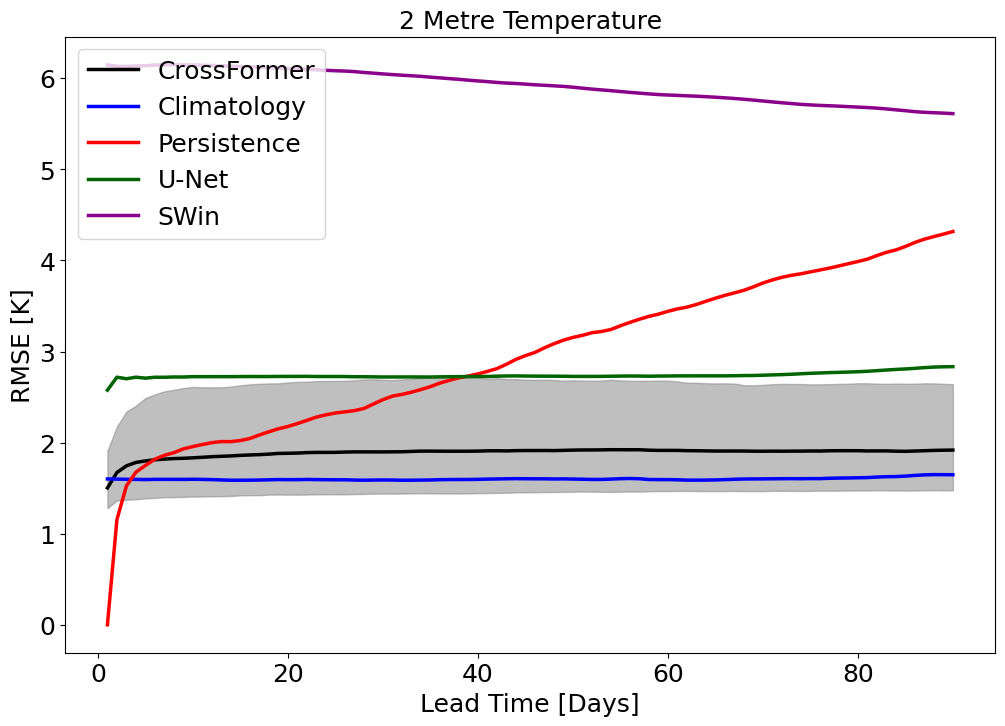 2 Metre Temperature
CrossFormer
Climatology
Persistence
U-Net
SWin
6
5
4
3
2
1
0
RMSE [K]
0 20 40 60 80
Lead Time [Days]